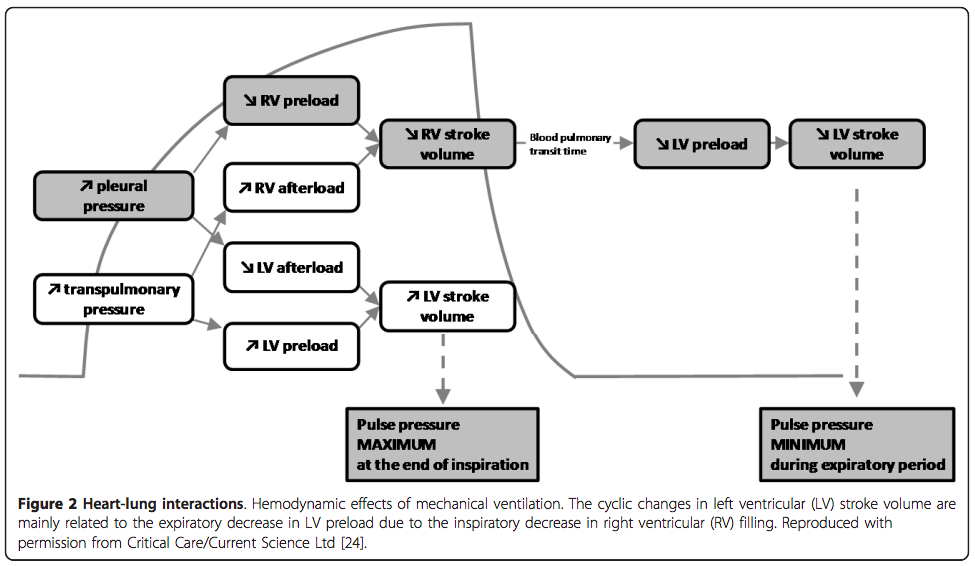 ↘ RV preload
↗ pleural
pressure
↗ RV afterload
↘ RV stroke
volume
Blood pulmonary
transit time
↘ LV preload
↘ LV stroke
volume
↗ transpulmonary
pressure
↘ LV afterload
↗ LV preload
↗ LV stroke
volume
Pulse pressure
MAXIMUM
at the end of inspiration
Pulse pressure
MINIMUM
during expiratory period
Figure 2 Heart-lung interactions. Hemodynamic effects of mechanical ventilation. The cyclic changes in left ventricular (LV) stroke volume are
mainly related to the expiratory decrease in LV preload due to the inspiratory decrease in right ventricular (RV) filling. Reproduced with
permission from Critical Care/Current Science Ltd [24].